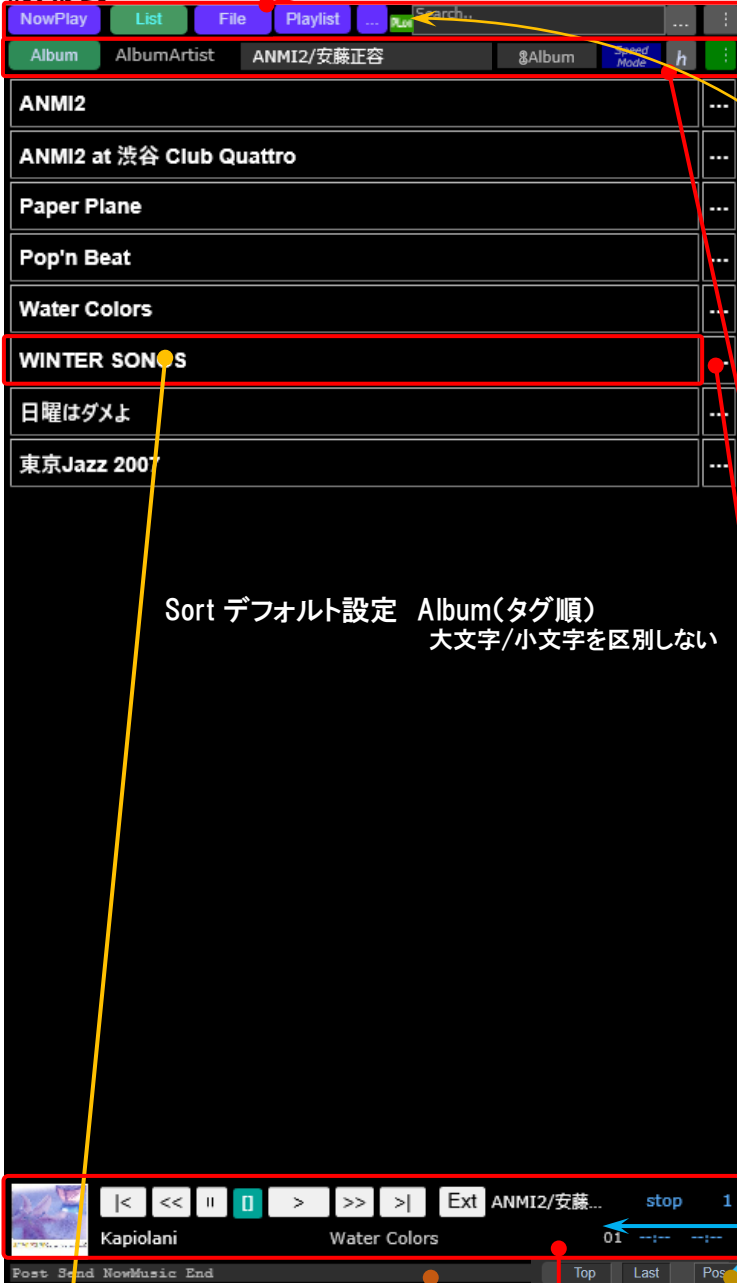 NowPlay List File Playlist ... Search.. ... ⋮
Album AlbumArtist ANMI2/安藤正容 Album Speed Mode h ⋮
ANMI2 ...
ANMI2 at 渋谷 Club Quattro ...
Paper Plane ...
Pop'n Beat ...
Water Colors ...
WINTER SONGS
日曜はダメよ ...
東京Jazz 2007 ...
Sort デフォルト設定 Album(タグ順)
大文字/小文字を区別しない
|< << II [] > >> >| Ext ANMI2/安藤... stop 1
Kapiolani Water Colors 01 --:-- --:--
Post Send NowMusic End Top Last Pos